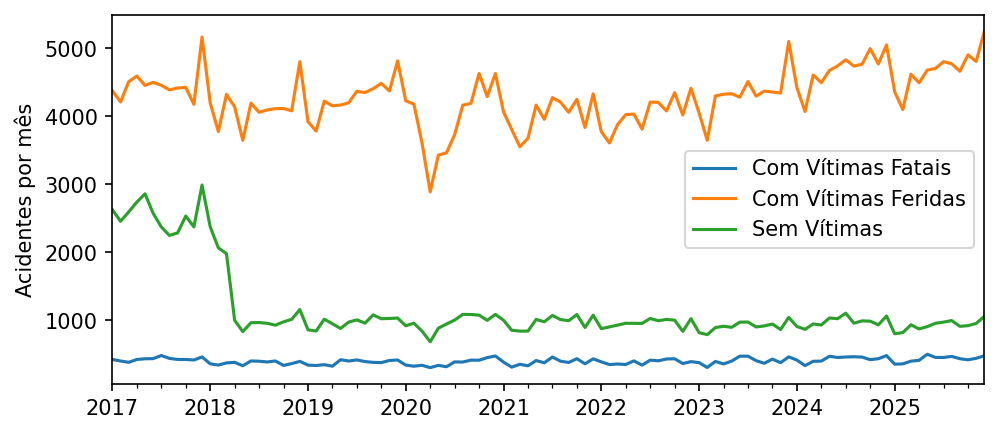 Acidentes por mês
5000
4000
3000
2000
1000
Com Vítimas Fatais
Com Vítimas Feridas
Sem Vítimas
2017 2018 2019 2020 2021 2022 2023 2024 2025